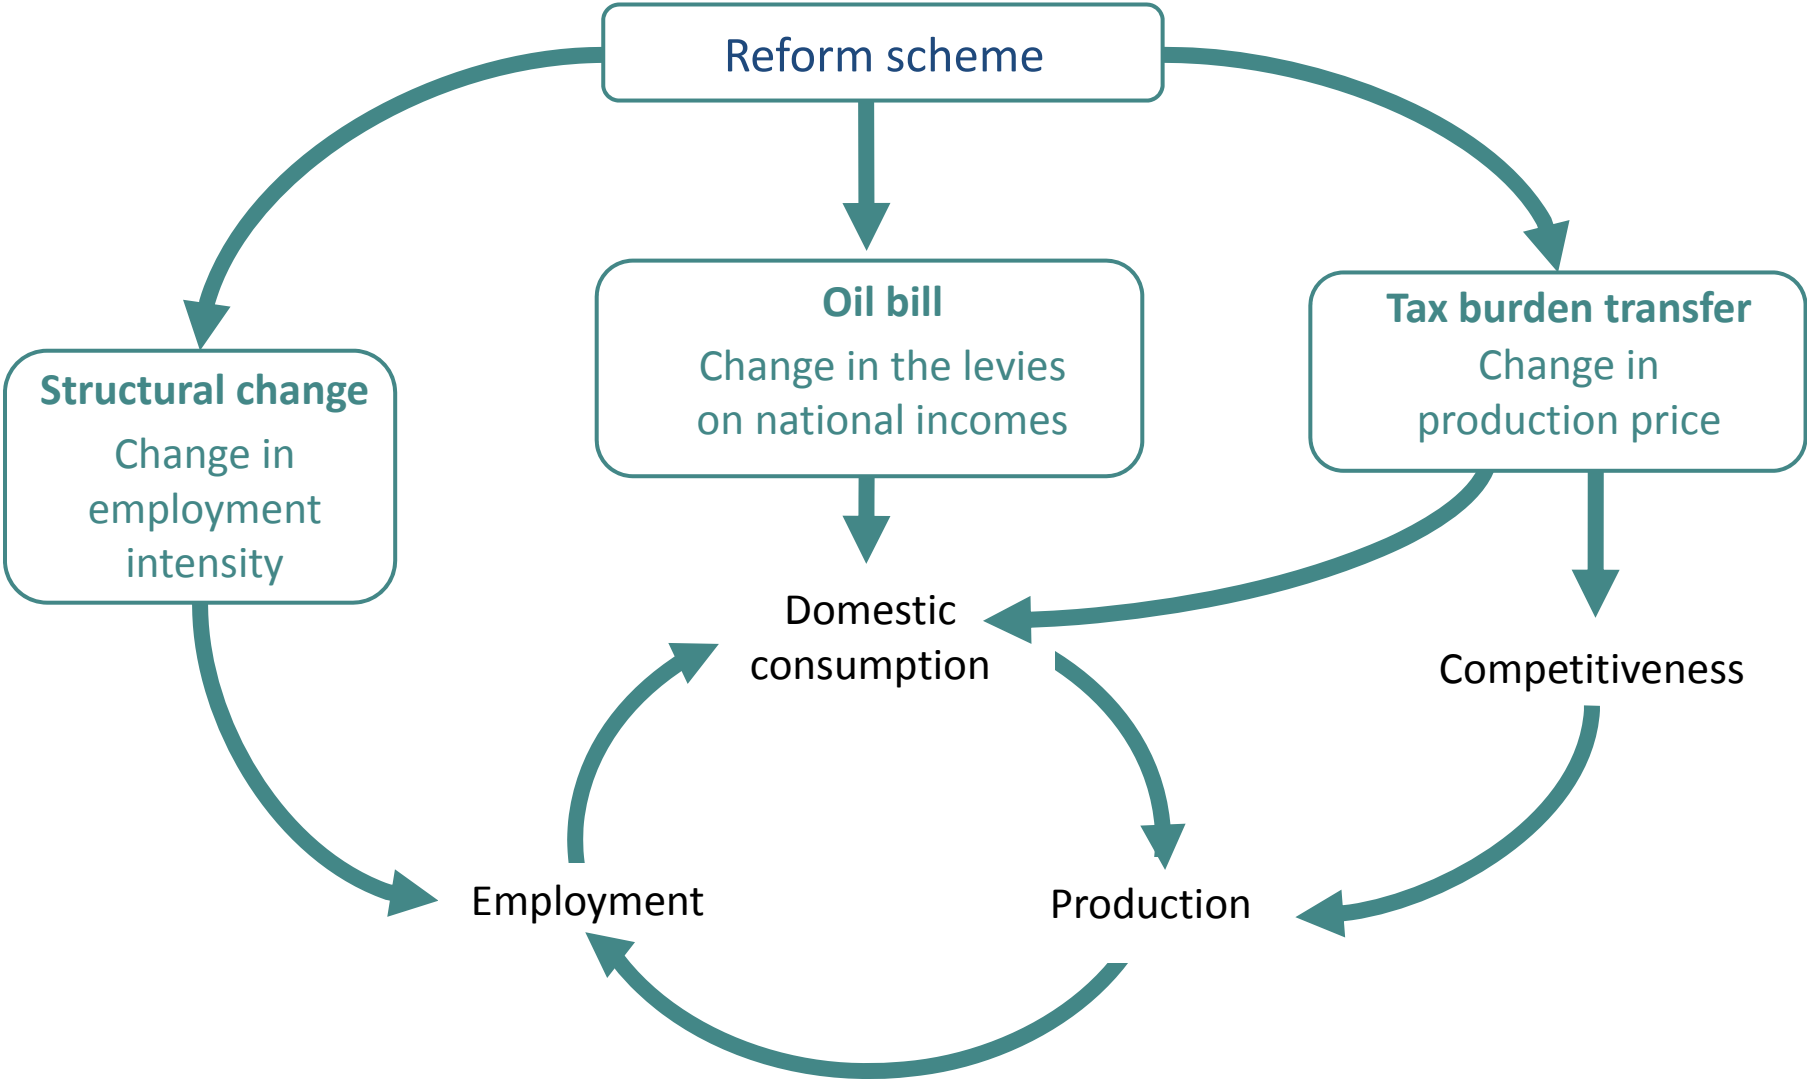 Reform scheme
Oil bill
Change in the levies
on national incomes
Tax burden transfer
Change in
production price
Structural change
Change in
employment
intensity
Domestic
consumption
Competitiveness
Employment
Production